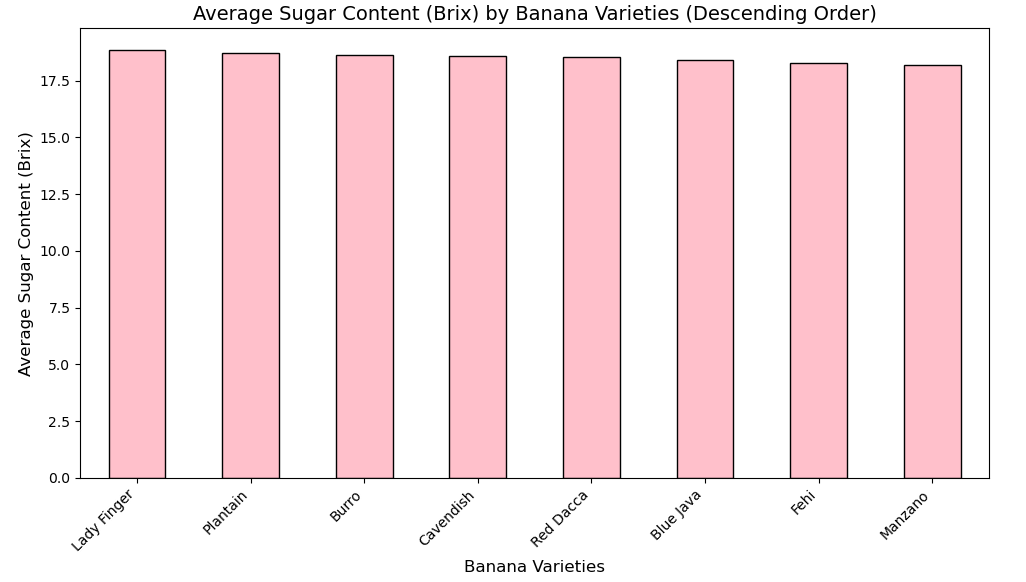 Average Sugar Content (Brix) by Banana Varieties (Descending Order)
Average Sugar Content (Brix)
17.5
15.0
12.5
10.0
7.5
5.0
2.5
0.0
Lady Finger
Plantain
Burro
Cavendish
Red Dacca
Blue Java
Fehi
Manzano
Banana Varieties